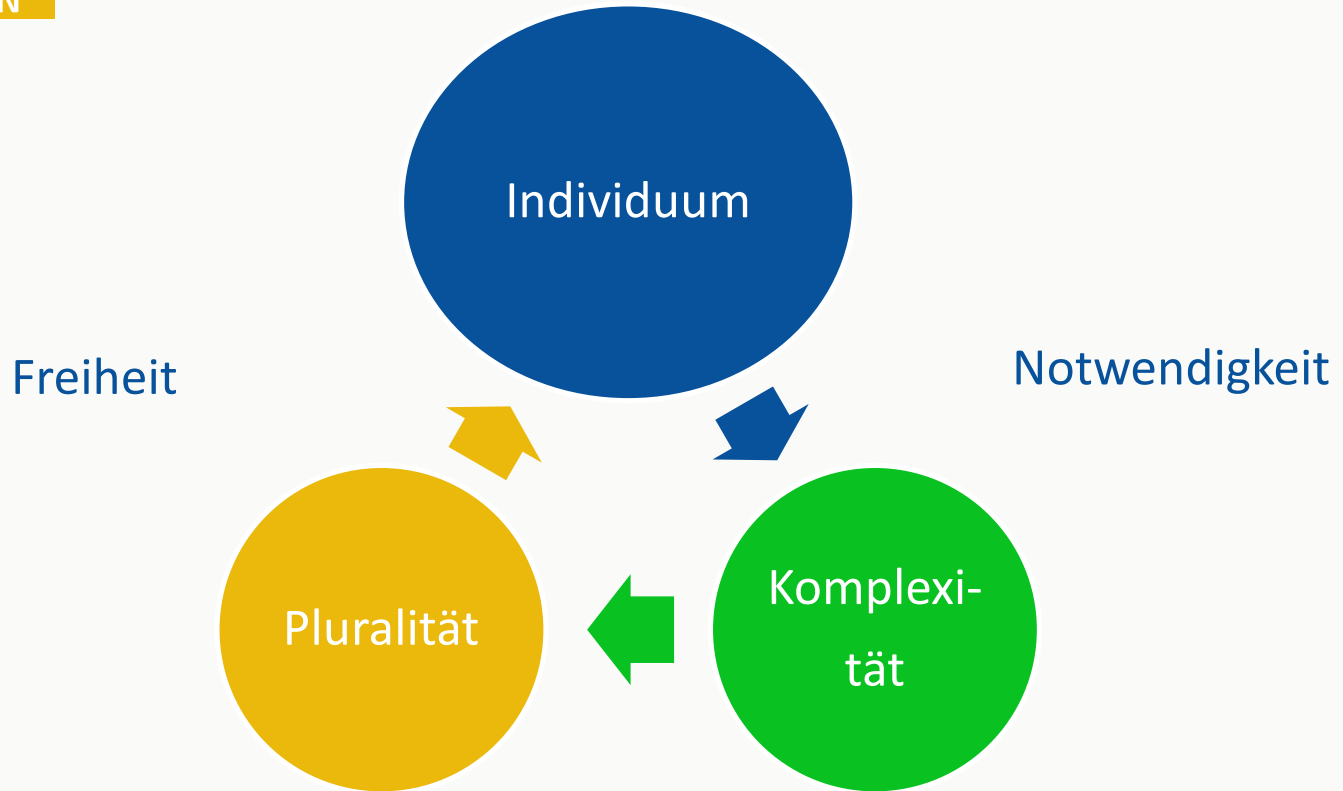 N
Individuum
Freiheit
Notwendigkeit
Pluralität
Komplexi-
tät